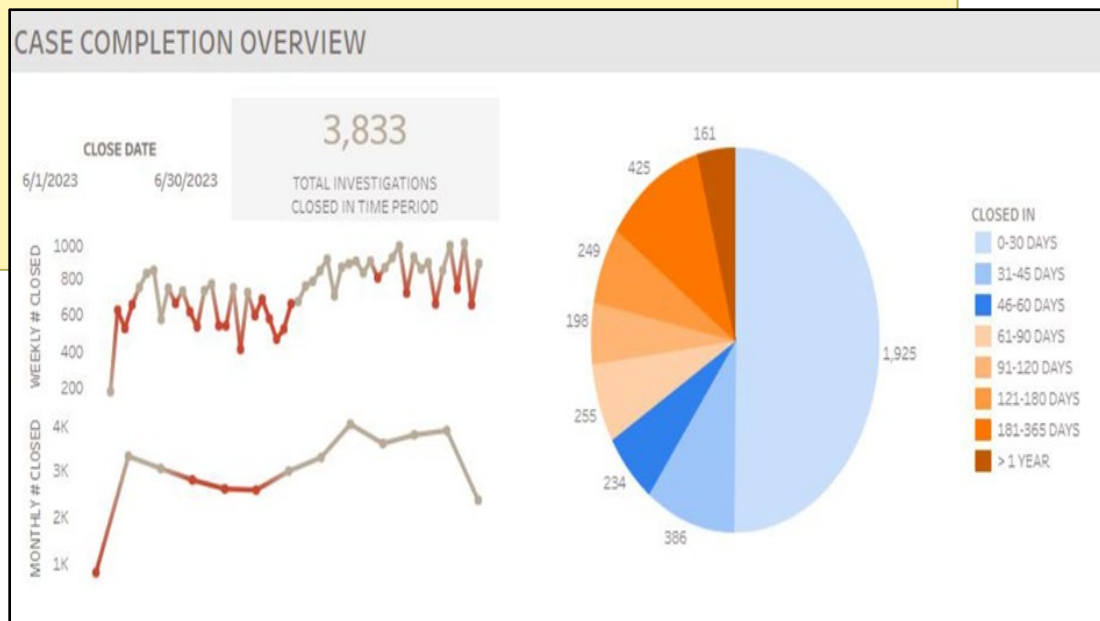 CASE COMPLETION OVERVIEW
CLOSE DATE
6/1/2023
6/30/2023
3,833
TOTAL INVESTIGATIONS
CLOSED IN TIME PERIOD
WEEKLY # CLOSED
1000
800
600
400
200
MONTHLY # CLOSED
4K
3K
2K
1K
161
425
249
198
255
234
386
1,925
CLOSED IN
0-30 DAYS
31-45 DAYS
46-60 DAYS
61-90 DAYS
91-120 DAYS
121-180 DAYS
181-365 DAYS
> 1 YEAR